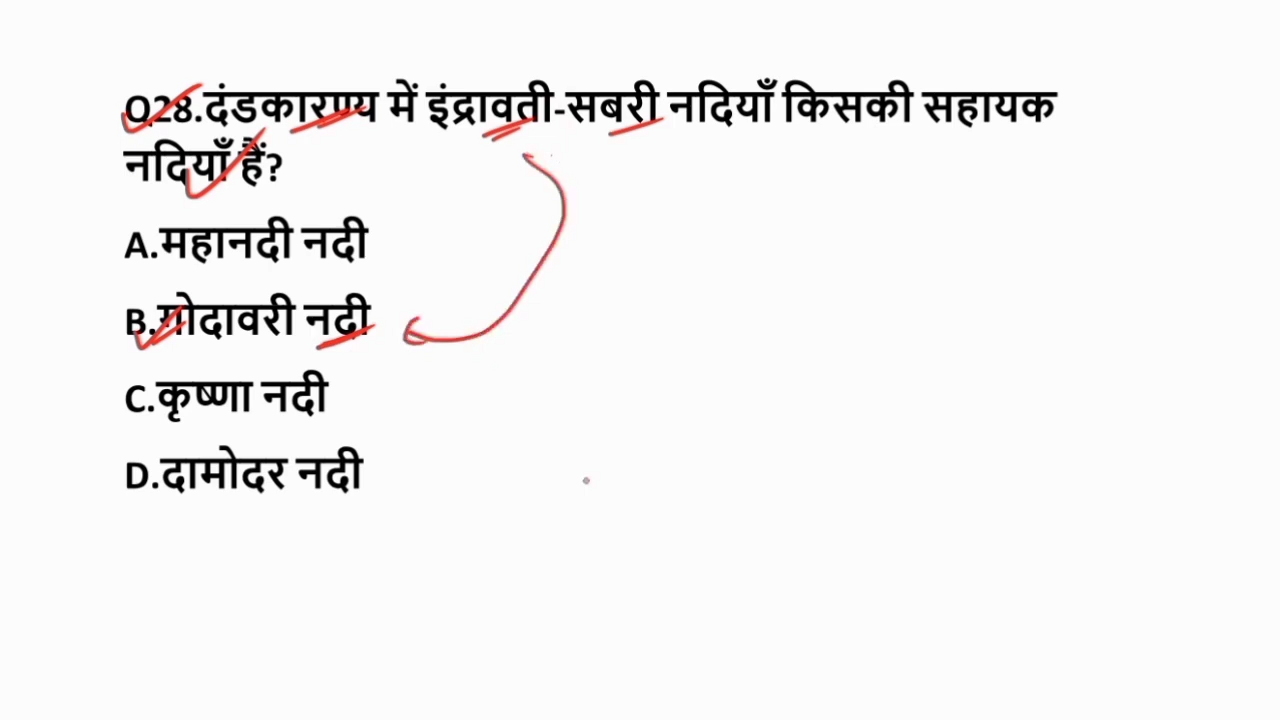 Q28.दंडकारण्य में इंद्रावती-सबरी नदियाँ किसकी सहायक
नदियाँ हैं?
A.महानदी नदी
B.गोदावरी नदी
C.कृष्णा नदी
D.दामोदर नदी